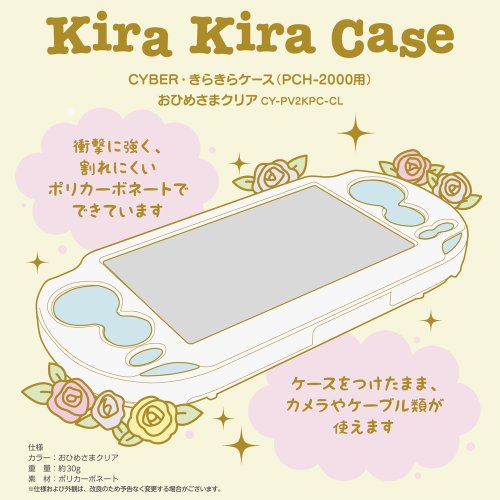 Kira Kira Case
CYBER・きらきらケース(PCH-2000用)
おひめさまクリア CY-PV2KPC-CL
衝撃に強く、
割れにくい
ポリカーボネートで
できています
ケースをつけたまま、
カメラやケーブル類が
使えます
仕様
カラー：おひめさまクリア
重　量：約30g
素　材：ポリカーボネート
※仕様および外観は、改良のため予告なく変更する場合がございます。